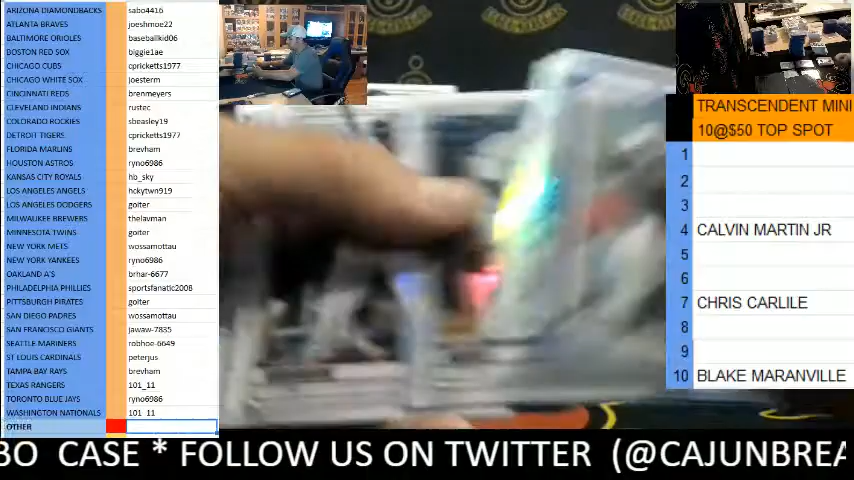 ARIZONA DIAMONDBACKS sabo4416
ATLANTA BRAVES joeshmoe22
BALTIMORE ORIOLES baseballkid06
BOSTON RED SOX biggie1ae
CHICAGO CUBS cpricketts1977
CHICAGO WHITE SOX joesterm
CINCINNATI REDS brenmeyers
CLEVELAND INDIANS rustec
COLORADO ROCKIES sbeasley19
DETROIT TIGERS cpricketts1977
FLORIDA MARLINS brevham
HOUSTON ASTROS ryno6986
KANSAS CITY ROYALS hb_sky
LOS ANGELES ANGELS hckytwn919
LOS ANGELES DODGERS golter
MILWAUKEE BREWERS thelavman
MINNESOTA TWINS golter
NEW YORK METS wossamottau
NEW YORK YANKEES ryno6986
OAKLAND A'S brhar-6677
PHILADELPHIA PHILLIES sportsfanatic2008
PITTSBURGH PIRATES golter
SAN DIEGO PADRES wossamottau
SAN FRANCISCO GIANTS jawaw-7835
SEATTLE MARINERS robhoe-6649
ST LOUIS CARDINALS peterjus
TAMPA BAY RAYS brevham
TEXAS RANGERS 101_11
TORONTO BLUE JAYS ryno6986
WASHINGTON NATIONALS 101_11
OTHER
TRANSCENDENT MINI
10@$50 TOP SPOT
1
2
3
4 CALVIN MARTIN JR
5
6
7 CHRIS CARLILE
8
9
10 BLAKE MARANVILLE
BO CASE * FOLLOW US ON TWITTER (@CAJUNBREA